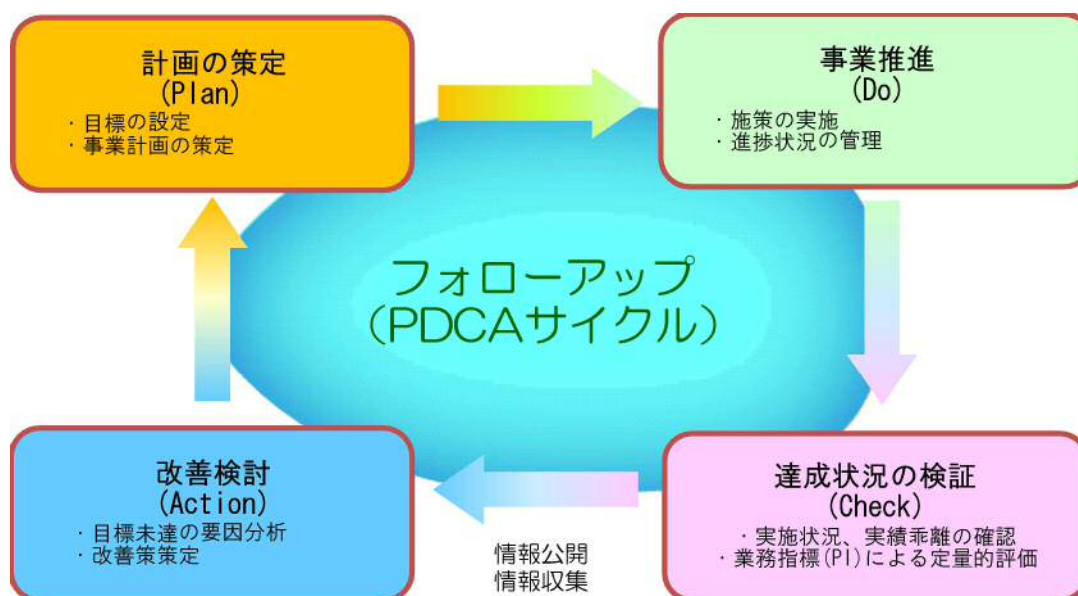 計画の策定
(Plan)
・目標の設定
・事業計画の策定
事業推進
(Do)
・施策の実施
・進捗状況の管理
フォローアップ
(PDCAサイクル)
改善検討
(Action)
・目標未達の要因分析
・改善策策定
情報公開
情報収集
達成状況の検証
(Check)
・実施状況、実績乖離の確認
・業務指標(PI)による定量的評価